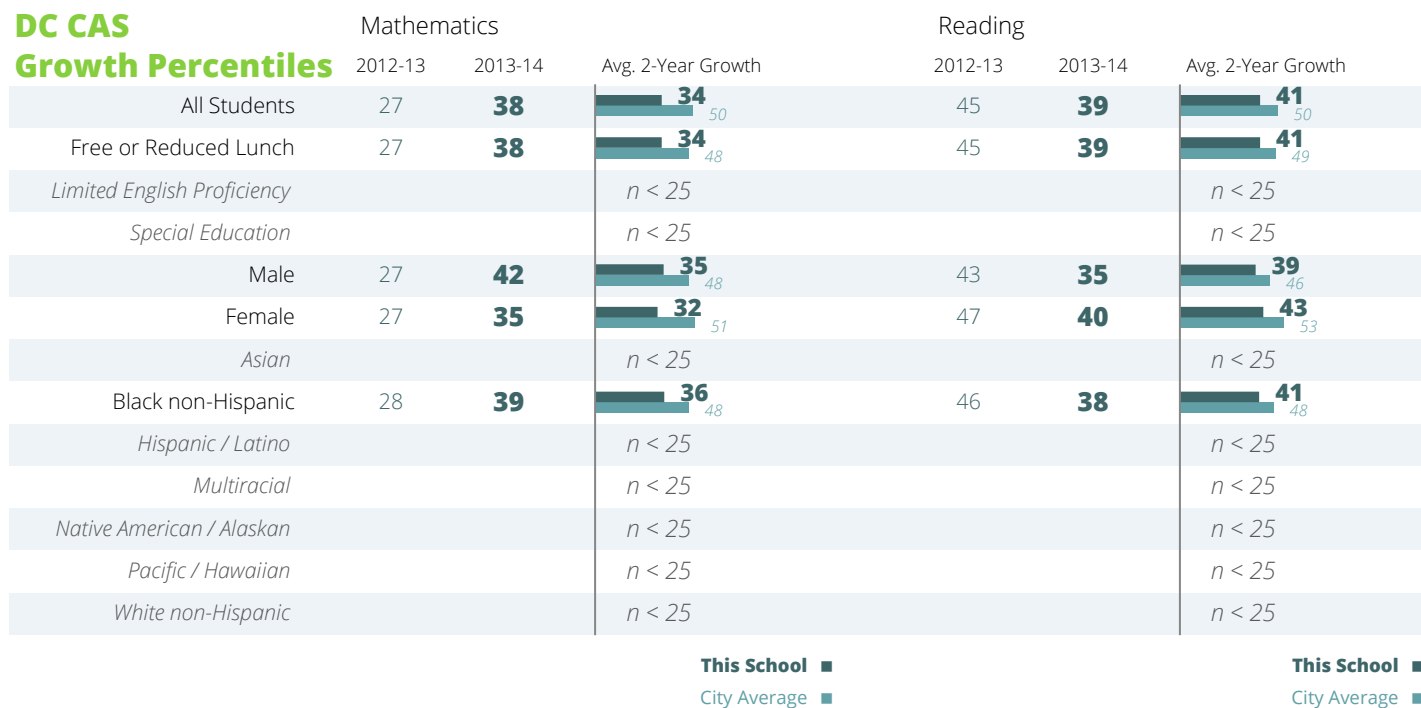 DC CAS
Growth Percentiles
Mathematics Reading
2012-13 2013-14 Avg. 2-Year Growth 2012-13 2013-14 Avg. 2-Year Growth
All Students 27 38 34 50 45 39 41 50
Free or Reduced Lunch 27 38 34 48 45 39 41 49
Limited English Proficiency n < 25 n < 25
Special Education n < 25 n < 25
Male 27 42 35 48 43 35 39 46
Female 27 35 32 51 47 40 43 53
Asian n < 25 n < 25
Black non-Hispanic 28 39 36 48 46 38 41 48
Hispanic / Latino n < 25 n < 25
Multiracial n < 25 n < 25
Native American / Alaskan n < 25 n < 25
Pacific / Hawaiian n < 25 n < 25
White non-Hispanic n < 25 n < 25
This School This School
City Average City Average